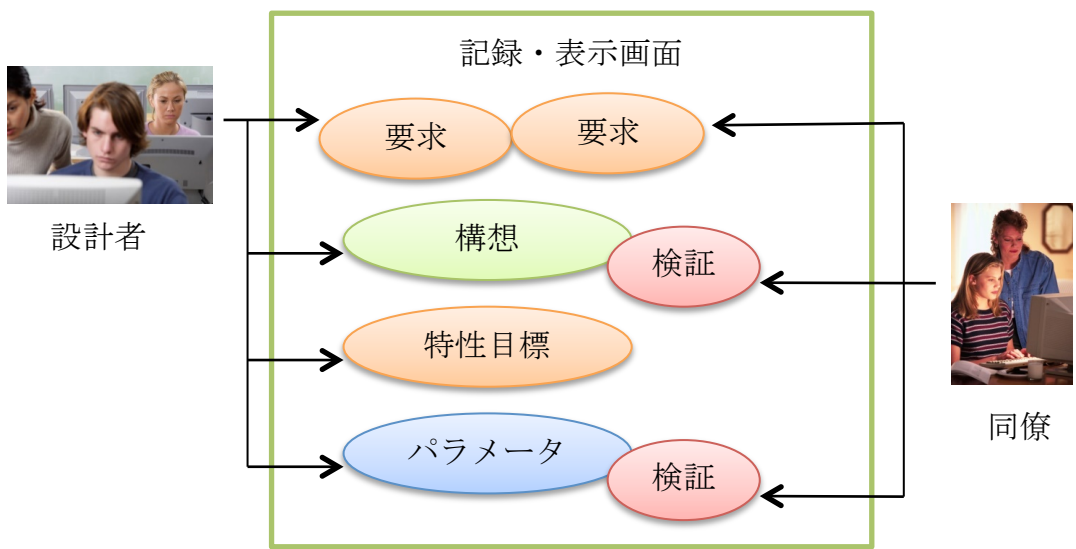 記録・表示画面
要求
要求
設計者
構想
検証
特性目標
パラメータ
検証
同僚